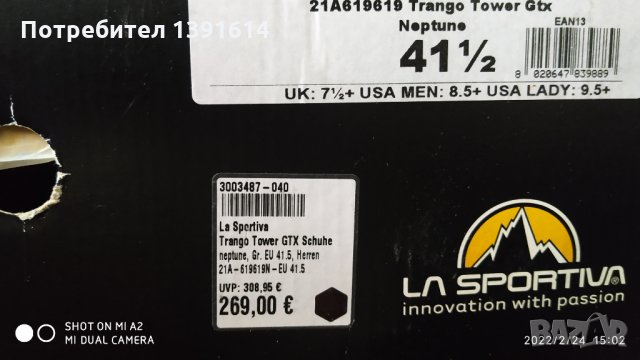 Потребител 1391614
21A619619 Trango Tower Gtx
Neptune
EAN13
41½
8 020647 839889
UK: 7½+ USA MEN: 8.5+ USA LADY: 9.5+
3003487-040
La Sportiva
Trango Tower GTX Schuhe
neptune, Gr. EU 41.5, Herren
21A-619619N-EU 41.5
UVP: 308,95 €
269,00 €
LA SPORTIVA®
innovation with passion
SHOT ON MI A2
MI DUAL CAMERA
BAZAR
2022/2/24 15:02